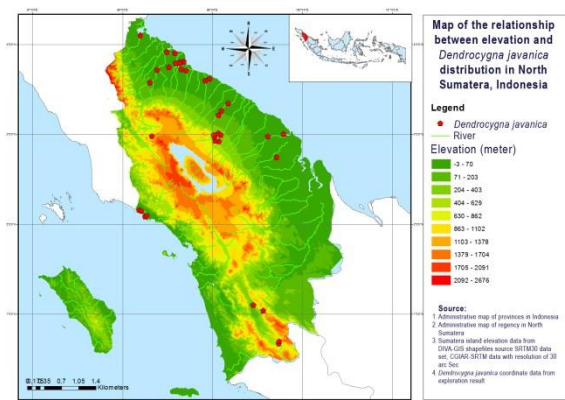 Map of the relationship
between elevation and
Dendrocygna javanica
distribution in North
Sumatera, Indonesia
Legend
Dendrocygna javanica
River
Elevation (meter)
-3 - 70
71 - 203
204 - 403
404 - 629
630 - 862
863 - 1102
1103 - 1378
1379 - 1704
1705 - 2091
2092 - 2676
Source:
1 Administrative map of provinces in Indonesia
2 Administrative map of regency in North
Sumatera
3 Sumatera island elevation data from
DIVA-GIS shapefiles source SRTM30 data
set, CGIAR-SRTM data with resolution of 30
arc Sec
4 Dendrocygna javanica coordinate data from
exploration result
0.7 1.05 1.4
Kilometers